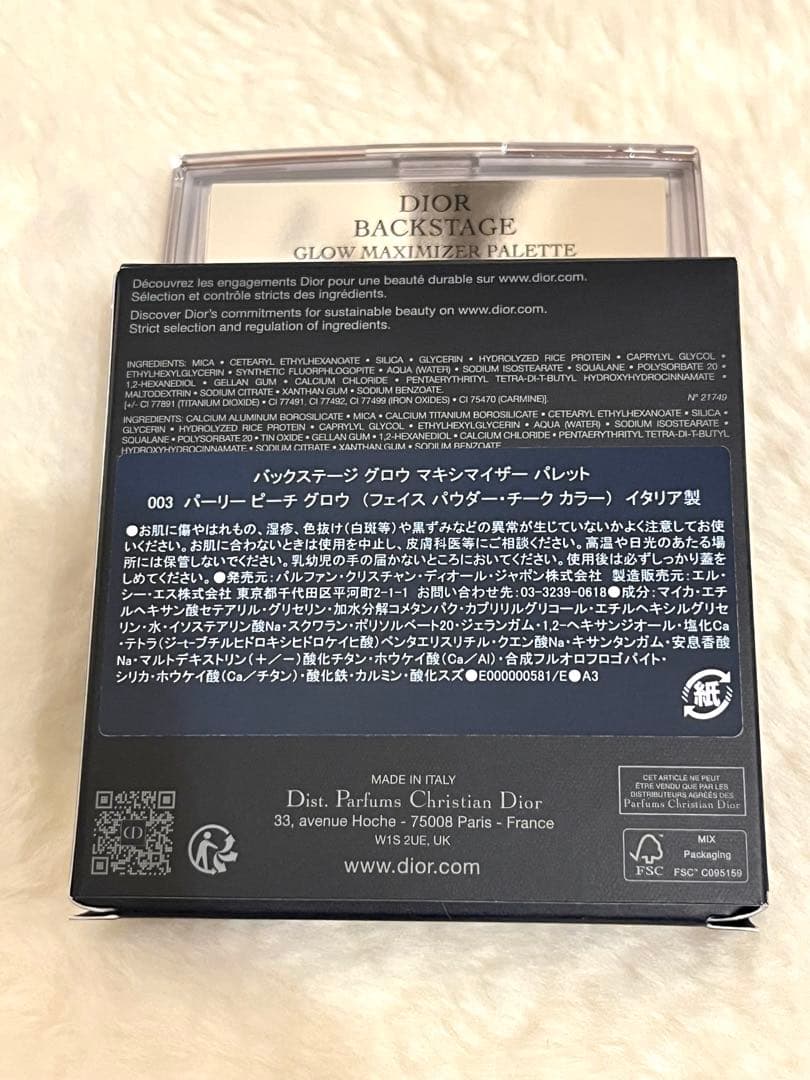 DIOR
BACKSTAGE
GLOW MAXIMIZER PALETTE
Découvrez les engagements Dior pour une beauté durable sur www.dior.com.
Sélection et contrôle stricts des ingrédients.
Discover Dior's commitments for sustainable beauty on www.dior.com.
Strict selection and regulation of ingredients.
INGREDIENTS: MICA • CETEARYL ETHYLHEXANOATE • SILICA • GLYCERIN • HYDROLYZED RICE PROTEIN • CAPRYLYL GLYCOL •
ETHYLHEXYLGLYCERIN • SYNTHETIC FLUORPHLOGOPITE • AQUA (WATER) • SODIUM ISOSTEARATE • SQUALANE • POLYSORBATE 20 •
1,2-HEXANEDIOL • GELLAN GUM • CALCIUM CHLORIDE • PENTAERYTHRITYL TETRA-DI-T-BUTYL HYDROXYHYDROCINNAMATE •
MALTODEXTRIN • SODIUM CITRATE • XANTHAN GUM • SODIUM BENZOATE.
[+/- CI 77891 (TITANIUM DIOXIDE) • CI 77491, CI 77492, CI 77499 (IRON OXIDES) • CI 75470 (CARMINE)]. N° 21749
INGREDIENTS: CALCIUM ALUMINUM BOROSILICATE • MICA • CALCIUM TITANIUM BOROSILICATE • CETEARYL ETHYLHEXANOATE • SILICA •
GLYCERIN • HYDROLYZED RICE PROTEIN • CAPRYLYL GLYCOL • ETHYLHEXYLGLYCERIN • AQUA (WATER) • SODIUM ISOSTEARATE •
SQUALANE • POLYSORBATE 20 • TIN OXIDE • GELLAN GUM • 1,2-HEXANEDIOL • CALCIUM CHLORIDE • PENTAERYTHRITYL TETRA-DI-T-BUTYL
HYDROXYHYDROCINNAMATE • SODIUM CITRATE • XANTHAN GUM • SODIUM BENZOATE
バックステージ グロウ マキシマイザー パレット
003 パーリー ピーチ グロウ （フェイス パウダー・チーク カラー） イタリア製
●お肌に傷やはれもの、湿疹、色抜け(白斑等)や黒ずみなどの異常が生じていないかよく注意してお使
いください。お肌に合わないときは使用を中止し、皮膚科医等にご相談ください。高温や日光のあたる場
所には保管しないでください。乳幼児の手の届かないところにおいてください。使用後は必ずしっかり蓋を
しめてください。●発売元：パルファン・クリスチャン・ディオール・ジャポン株式会社 製造販売元：エル・
シー・エス株式会社 東京都千代田区平河町2-1-1 お問い合わせ先：03-3239-0618●成分：マイカ・エチ
ルヘキサン酸セテアリル・グリセリン・加水分解コメタンパク・カプリリルグリコール・エチルヘキシルグリセ
リン・水・イソステアリン酸Na・スクワラン・ポリソルベート20・ジェランガム・1,2-ヘキサンジオール・塩化Ca
・テトラ(ジ-t-ブチルヒドロキシヒドロケイヒ酸)ペンタエリスリチル・クエン酸Na・キサンタンガム・安息香酸
Na・マルトデキストリン(＋／－)酸化チタン・ホウケイ酸(Ca／Al)・合成フルオロフロゴパイト・
シリカ・ホウケイ酸(Ca／チタン)・酸化鉄・カルミン・酸化スズ●E00000581/E●A3
紙
MADE IN ITALY
Dist. Parfums Christian Dior
33, avenue Hoche - 75008 Paris - France
W1S 2UE, UK
www.dior.com
CET ARTICLE NE PEUT
ÊTRE VENDU QUE PAR LES
DISTRIBUTEURS AGRÉÉS DES
Parfums Christian Dior
MIX
Packaging
FSC
FSC™ C095159